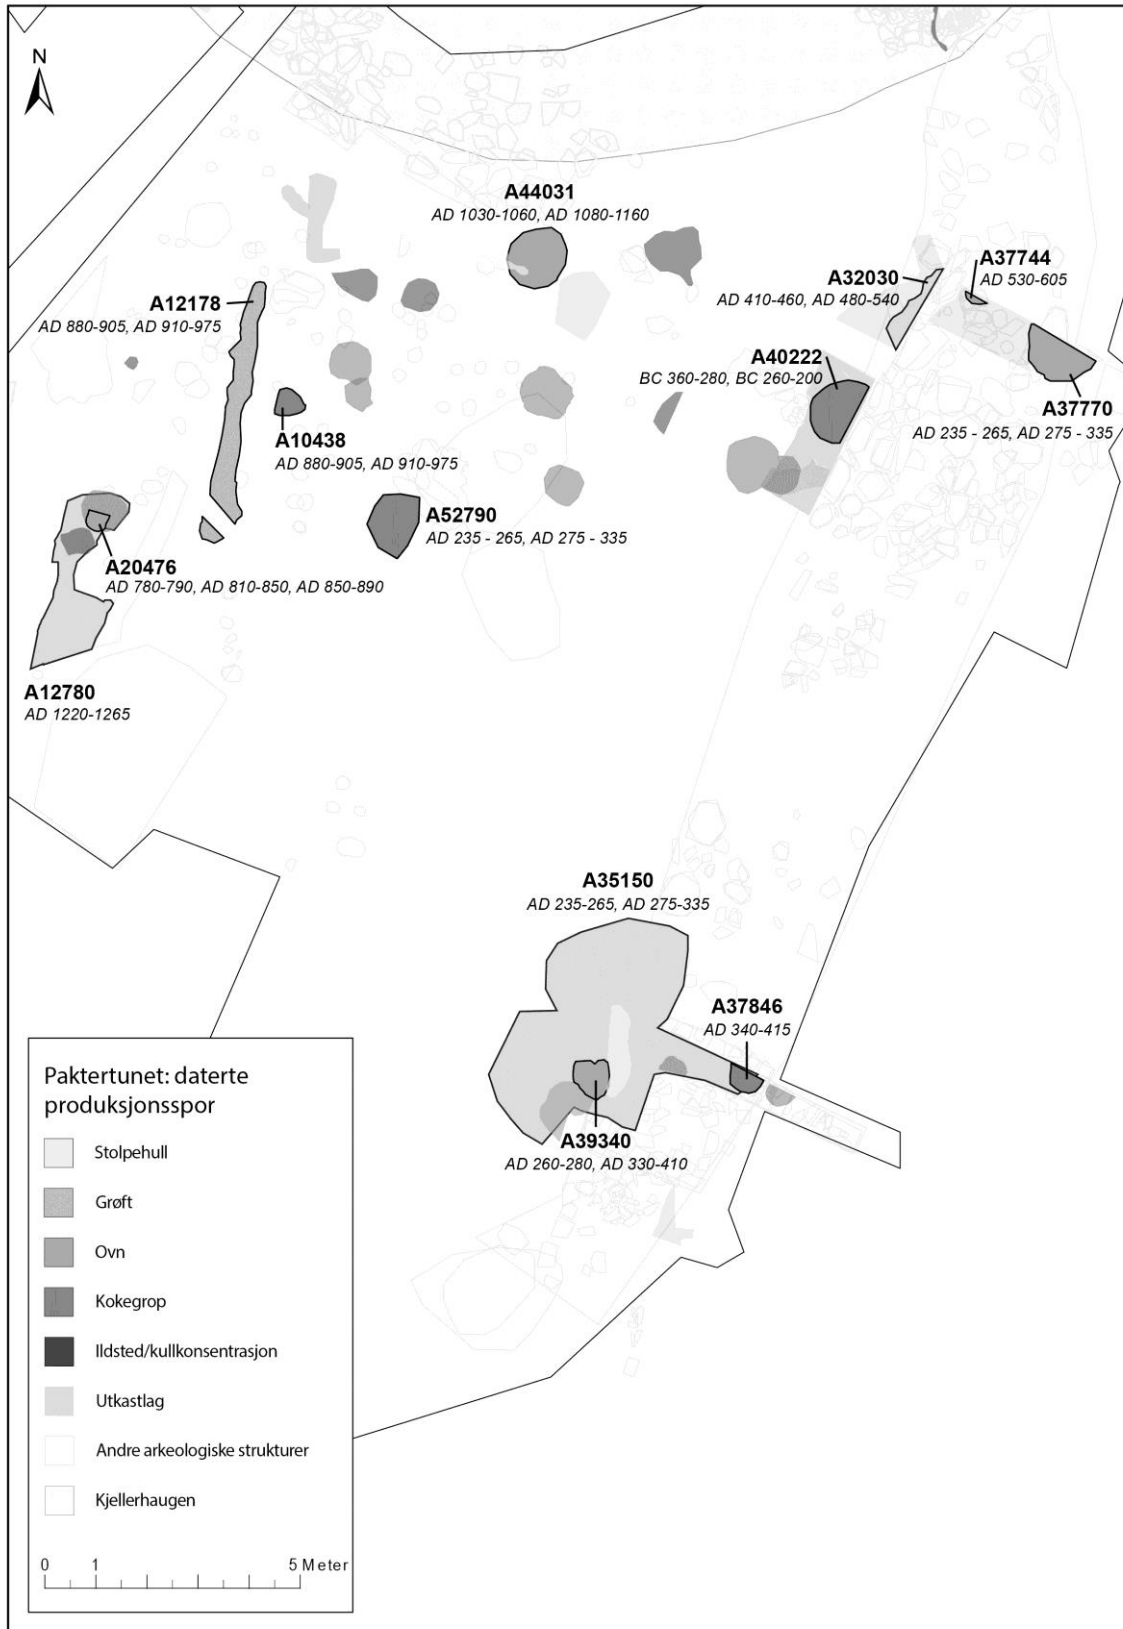 N
A44031
AD 1030-1060, AD 1080-1160
A37744
AD 530-605
A32030
AD 410-460, AD 480-540
A12178
AD 880-905, AD 910-975
A40222
BC 360-280, BC 260-200
A37770
AD 235 - 265, AD 275 - 335
A10438
AD 880-905, AD 910-975
A52790
AD 235 - 265, AD 275 - 335
A20476
AD 780-790, AD 810-850, AD 850-890
A12780
AD 1220-1265
A35150
AD 235-265, AD 275-335
A37846
AD 340-415
A39340
AD 260-280, AD 330-410
Paktertunet: daterte
produksjonsspor
Stolpehull
Grøft
Ovn
Kokegrop
Ildsted/kullkonsentrasjon
Utkastlag
Andre arkeologiske strukturer
Kjellerhaugen
0 1 5 Meter